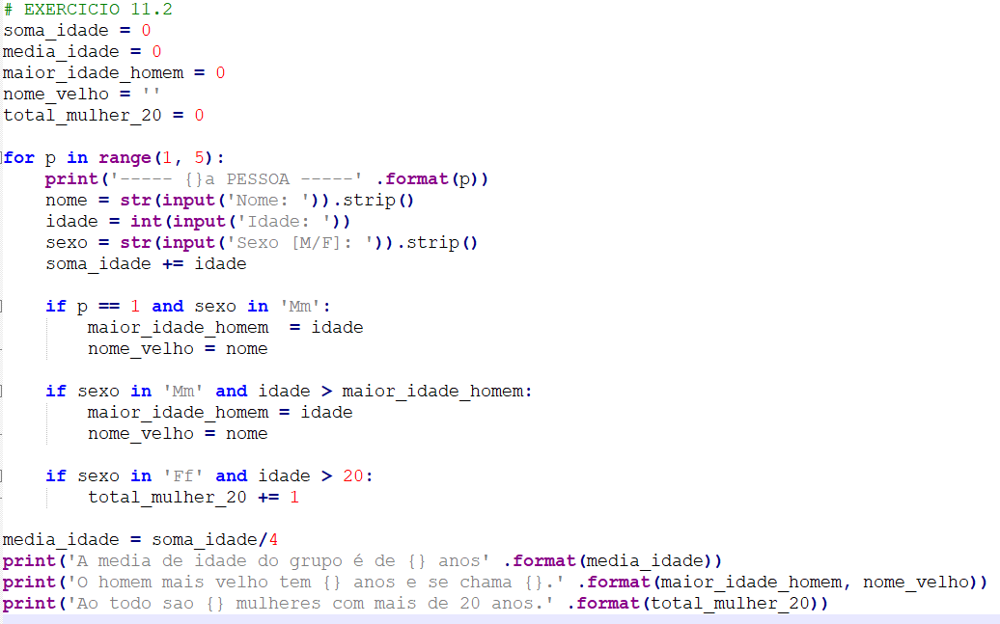 # EXERCICIO 11.2
soma_idade = 0
media_idade = 0
maior_idade_homem = 0
nome_velho = ''
total_mulher_20 = 0
for p in range(1, 5):
    print('----- {}a PESSOA -----' .format(p))
    nome = str(input('Nome: ')).strip()
    idade = int(input('Idade: '))
    sexo = str(input('Sexo [M/F]: ')).strip()
    soma_idade += idade
    if p == 1 and sexo in 'Mm':
        maior_idade_homem  = idade
        nome_velho = nome
    if sexo in 'Mm' and idade > maior_idade_homem:
        maior_idade_homem = idade
        nome_velho = nome
    if sexo in 'Ff' and idade > 20:
        total_mulher_20 += 1
media_idade = soma_idade/4
print('A media de idade do grupo é de {} anos' .format(media_idade))
print('O homem mais velho tem {} anos e se chama {}.' .format(maior_idade_homem, nome_velho))
print('Ao todo sao {} mulheres com mais de 20 anos.' .format(total_mulher_20))